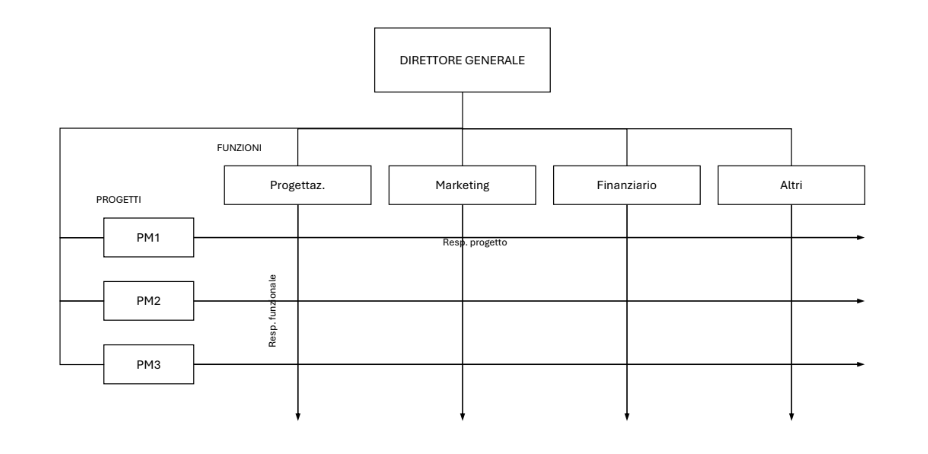 DIRETTORE GENERALE
FUNZIONI
Progettaz.
Marketing
Finanziario
Altri
PROGETTI
PM1
Resp. progetto
Resp. funzionale
PM2
PM3